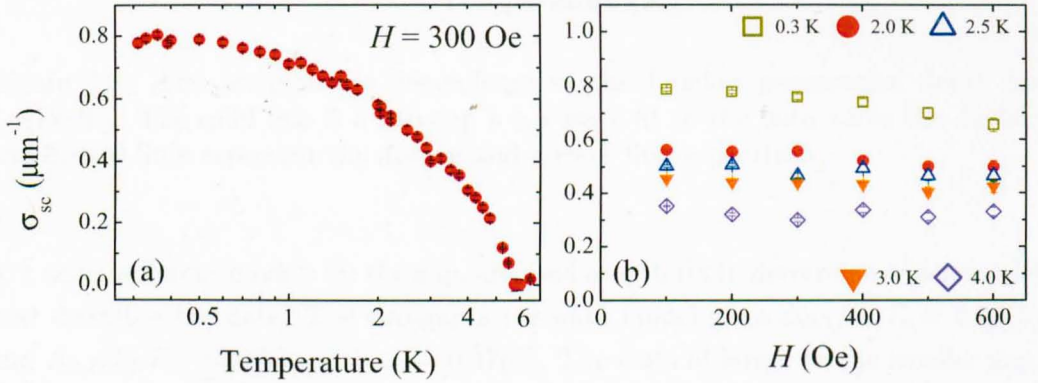 H = 300 Oe
0.8
0.6
0.4
0.2
0.0
σsc (μm⁻¹)
(a)
0.5 1 2 4 6
Temperature (K)
0.3 K 2.0 K 2.5 K
1.0
0.8
0.6
0.4
0.2
(b)
3.0 K 4.0 K
0 200 400 600
H (Oe)